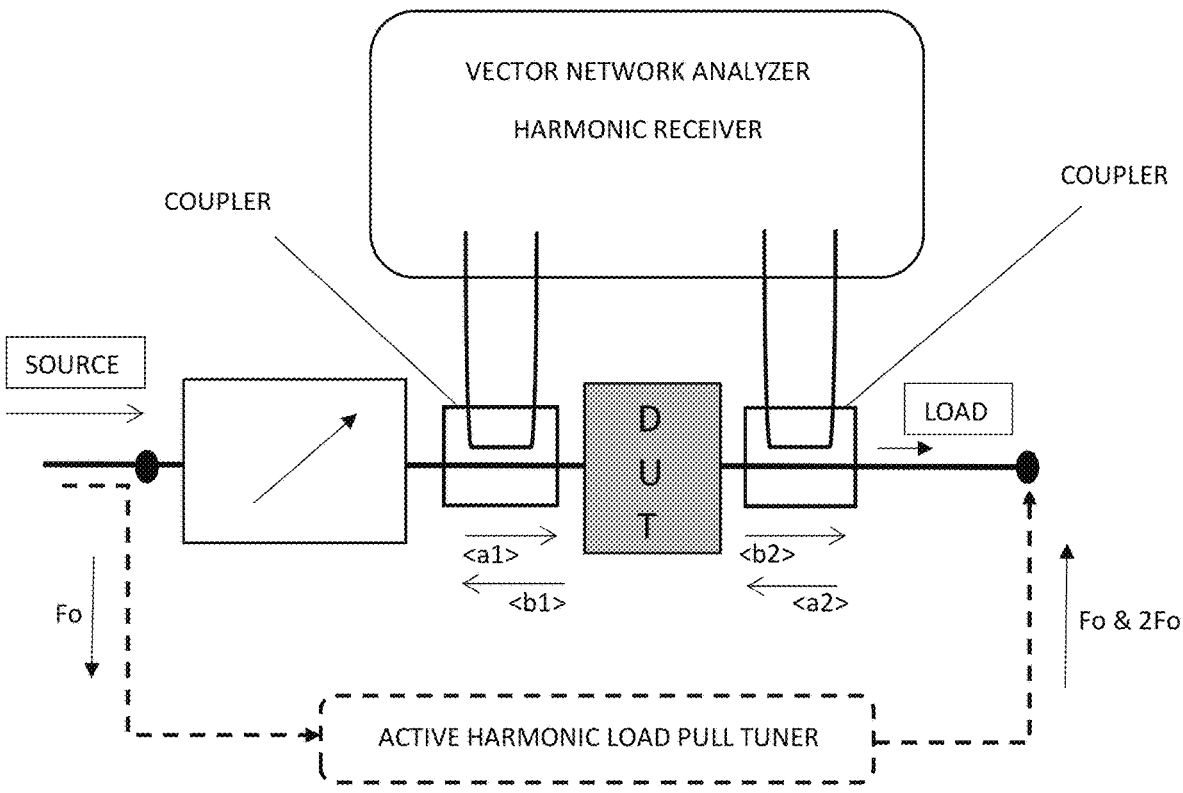 VECTOR NETWORK ANALYZER
HARMONIC RECEIVER
COUPLER
COUPLER
SOURCE
LOAD
D
U
T
<a1>
<b1>
<b2>
<a2>
Fo
Fo & 2Fo
ACTIVE HARMONIC LOAD PULL TUNER